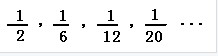 1/2 , 1/6 , 1/12 , 1/20 ···